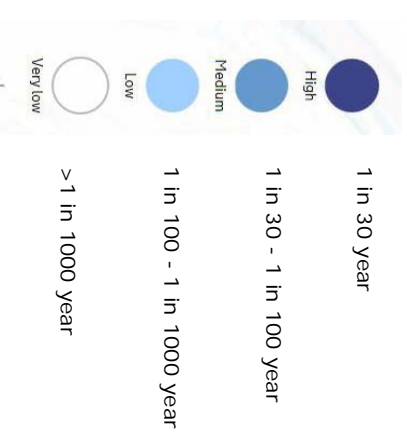 High
1 in 30 year
Medium
1 in 30 - 1 in 100 year
Low
1 in 100 - 1 in 1000 year
Very low
>1 in 1000 year